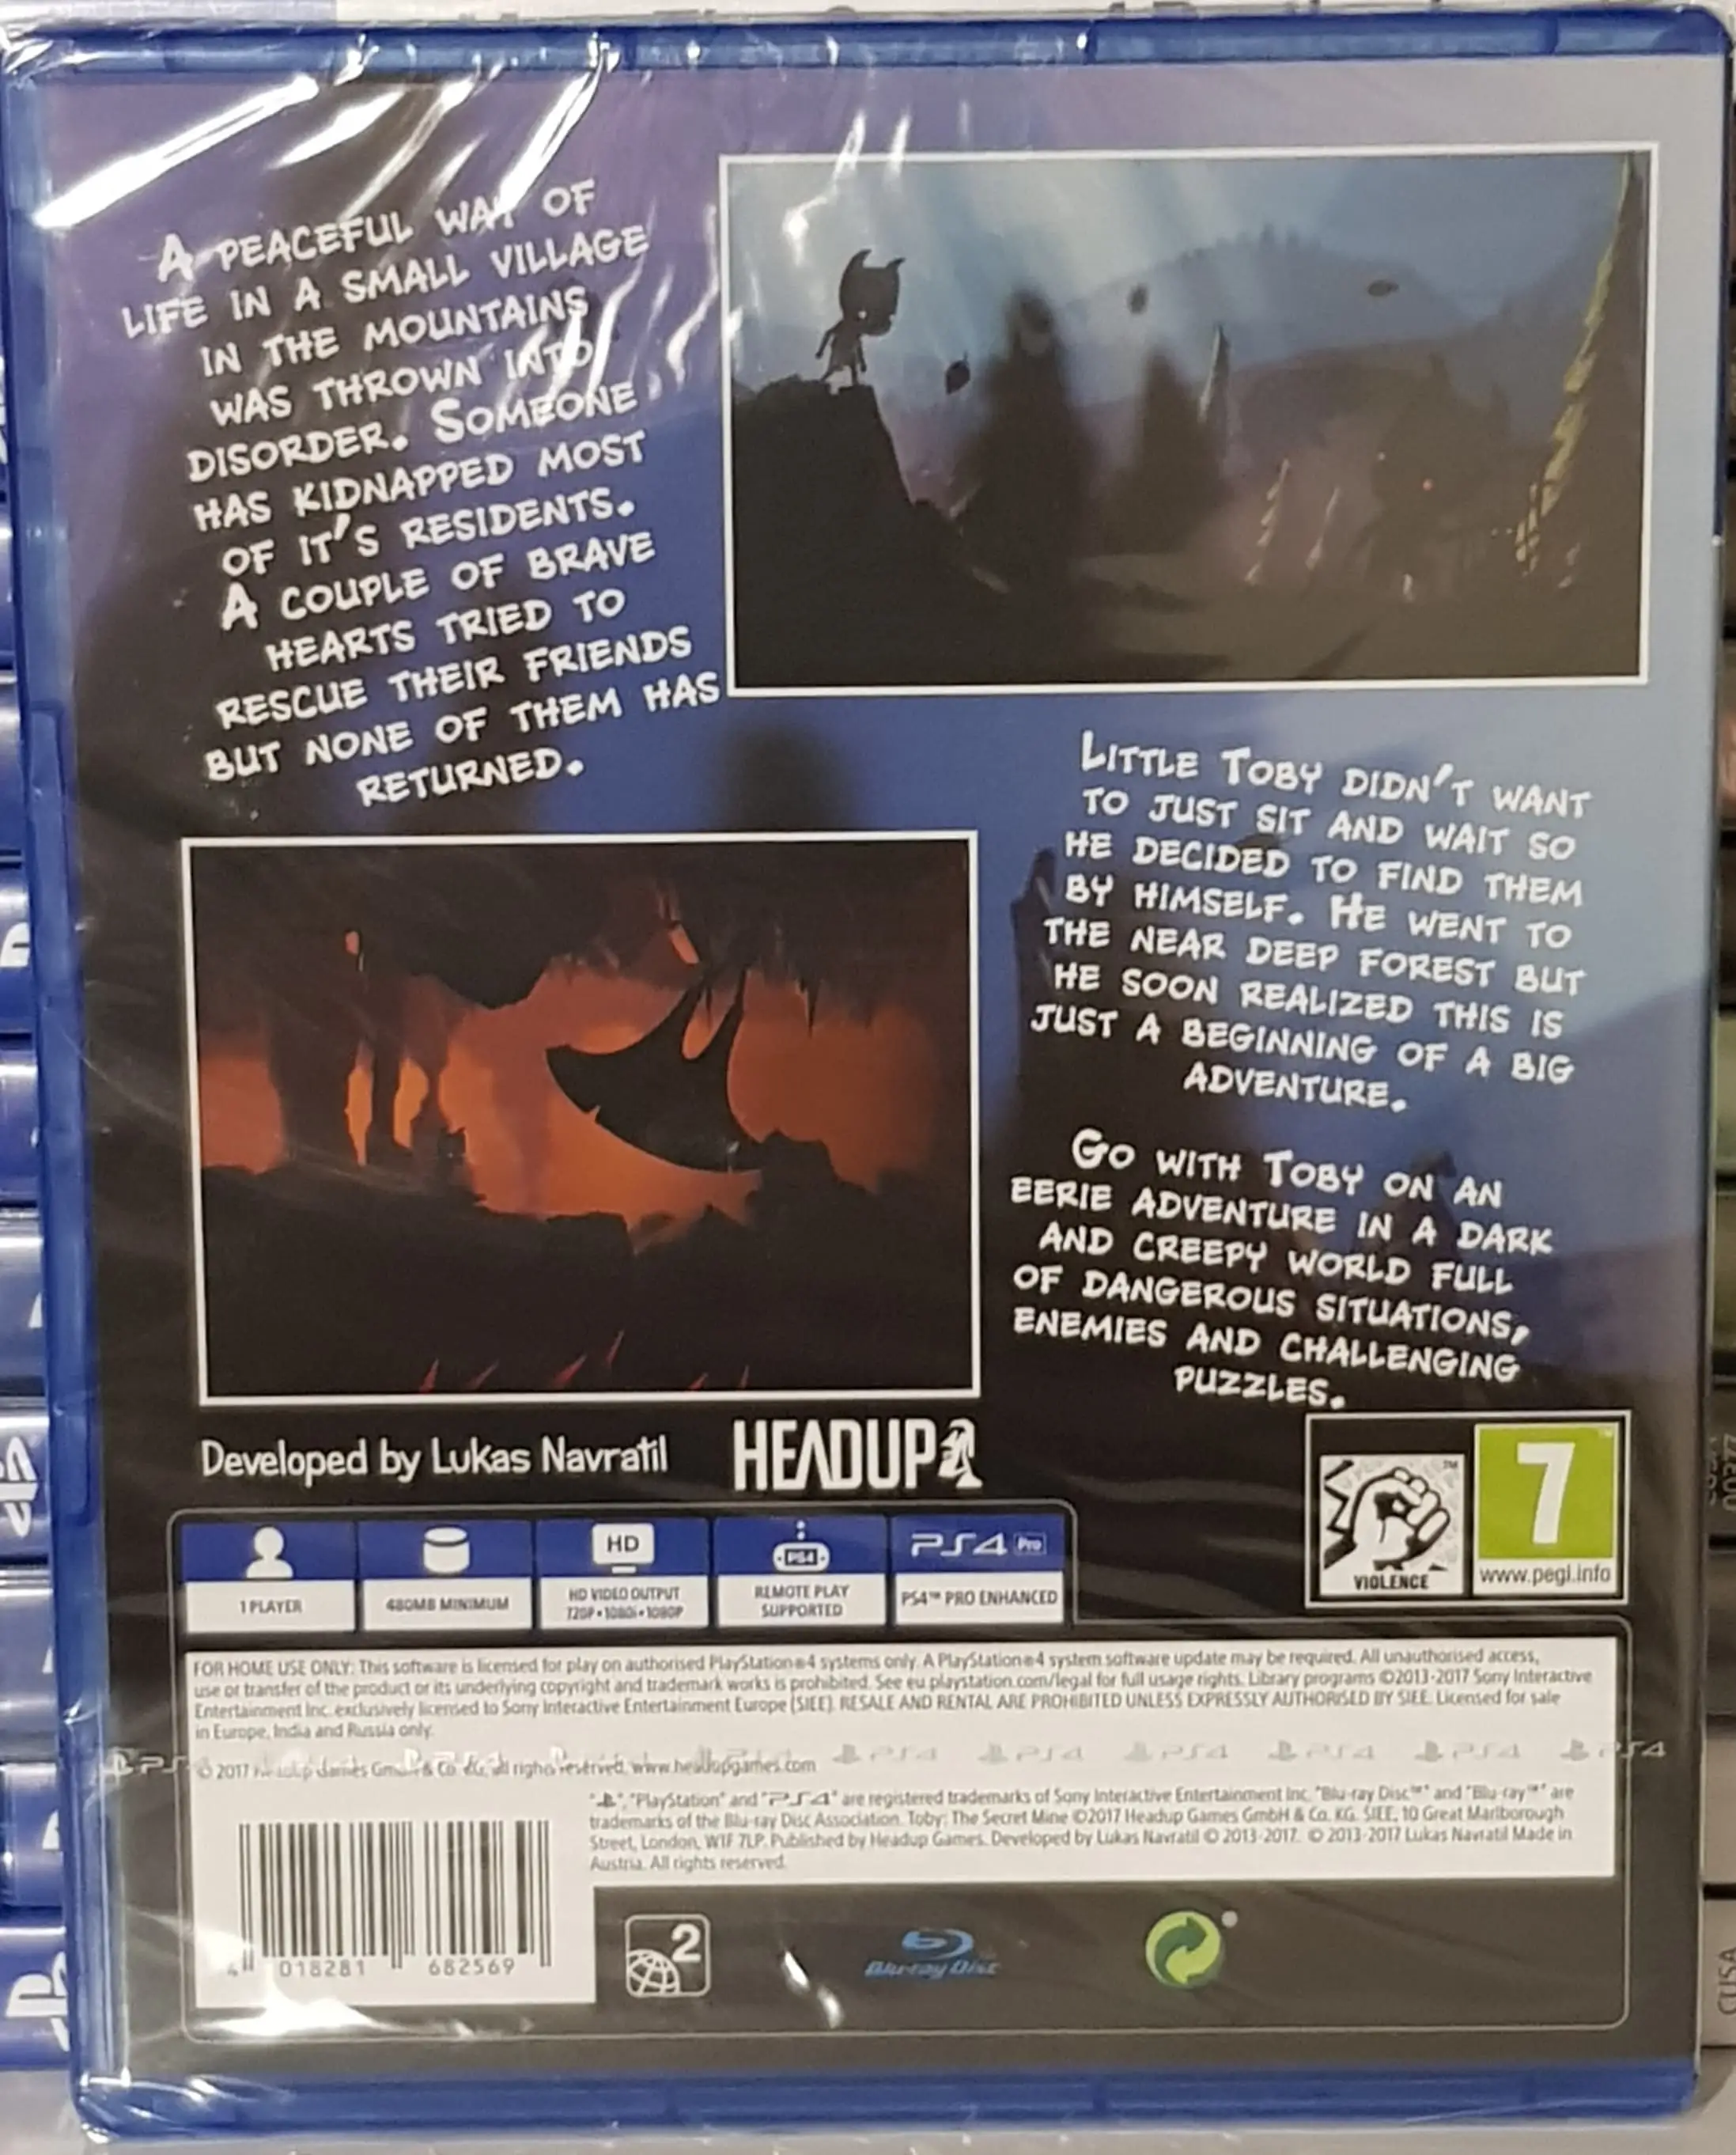 A PEACEFUL WAY OF
LIFE IN A SMALL VILLAGE
IN THE MOUNTAINS
WAS THROWN INTO
DISORDER. SOMEONE
HAS KIDNAPPED MOST
OF IT'S RESIDENTS.
A COUPLE OF BRAVE
HEARTS TRIED TO
RESCUE THEIR FRIENDS
BUT NONE OF THEM HAS
RETURNED.
LITTLE TOBY DIDN'T WANT
TO JUST SIT AND WAIT SO
HE DECIDED TO FIND THEM
BY HIMSELF. HE WENT TO
THE NEAR DEEP FOREST BUT
HE SOON REALIZED THIS IS
JUST A BEGINNING OF A BIG
ADVENTURE.
GO WITH TOBY ON AN
EERIE ADVENTURE IN A DARK
AND CREEPY WORLD FULL
OF DANGEROUS SITUATIONS,
ENEMIES AND CHALLENGING
PUZZLES.
Developed by Lukas Navratil
HEADUP
VIOLENCE
7
www.pegi.info
1 PLAYER
480MB MINIMUM
HD
HD VIDEO OUTPUT
720P•1080i•1080P
PS4
REMOTE PLAY
SUPPORTED
PS4 Pro
PS4™ PRO ENHANCED
FOR HOME USE ONLY: This software is licensed for play on authorised PlayStation®4 systems only. A PlayStation®4 system software update may be required. All unauthorised access,
use or transfer of the product or its underlying copyright and trademark works is prohibited. See eu.playstation.com/legal for full usage rights. Library programs ©2013-2017 Sony Interactive
Entertainment Inc. exclusively licensed to Sony Interactive Entertainment Europe (SIEE). RESALE AND RENTAL ARE PROHIBITED UNLESS EXPRESSLY AUTHORISED BY SIEE. Licensed for sale
in Europe, India and Russia only.
PS4 PS4 PS4 PS4 PS4 PS4
© 2017 Headup Games GmbH & Co. KG, all rights reserved. www.headupgames.com
"PlayStation" and "PS4" are registered trademarks of Sony Interactive Entertainment Inc. "Blu-ray Disc™" and "Blu-ray™" are
trademarks of the Blu-ray Disc Association. Toby: The Secret Mine ©2017 Headup Games GmbH & Co. KG. SIEE, 10 Great Marlborough
Street, London, W1F 7LP. Published by Headup Games. Developed by Lukas Navratil © 2013-2017. © 2013-2017 Lukas Navratil Made in
Austria. All rights reserved.
4 018281 682569
2
Blu-ray Disc
CUSA